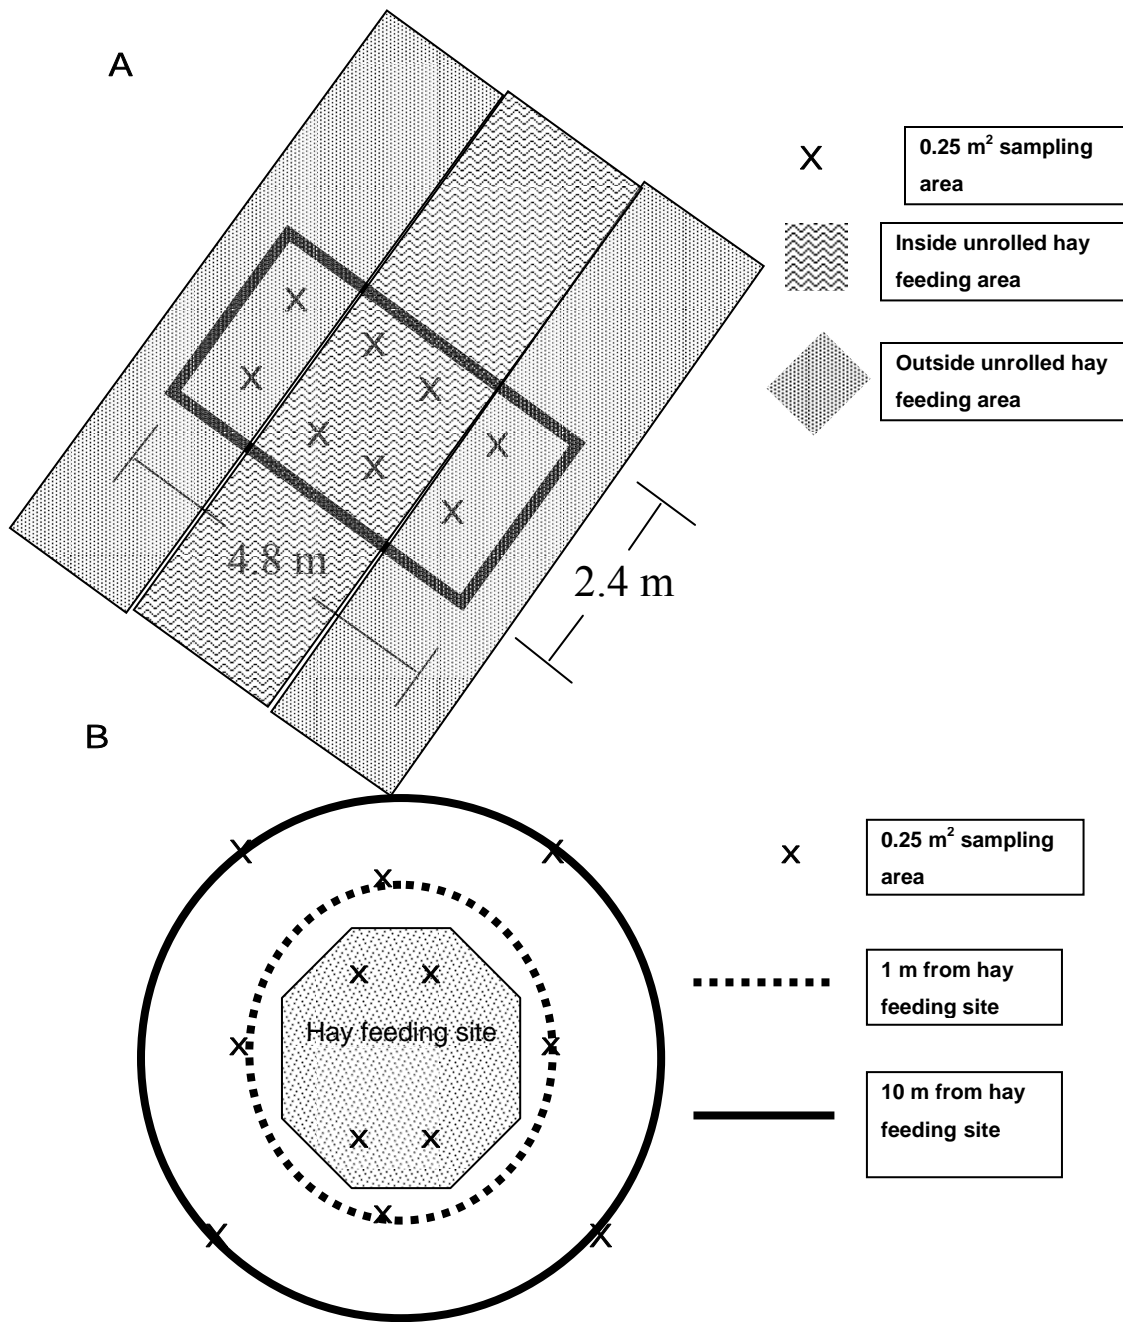 A
X
0.25 m² sampling
area
Inside unrolled hay
feeding area
Outside unrolled hay
feeding area
X
X
X
X
X
X
X
X
4.8 m
2.4 m
B
X
0.25 m² sampling
area
1 m from hay
feeding site
10 m from hay
feeding site
X
X
X
X
X
Hay feeding site
X
X
X
X
X
X
X